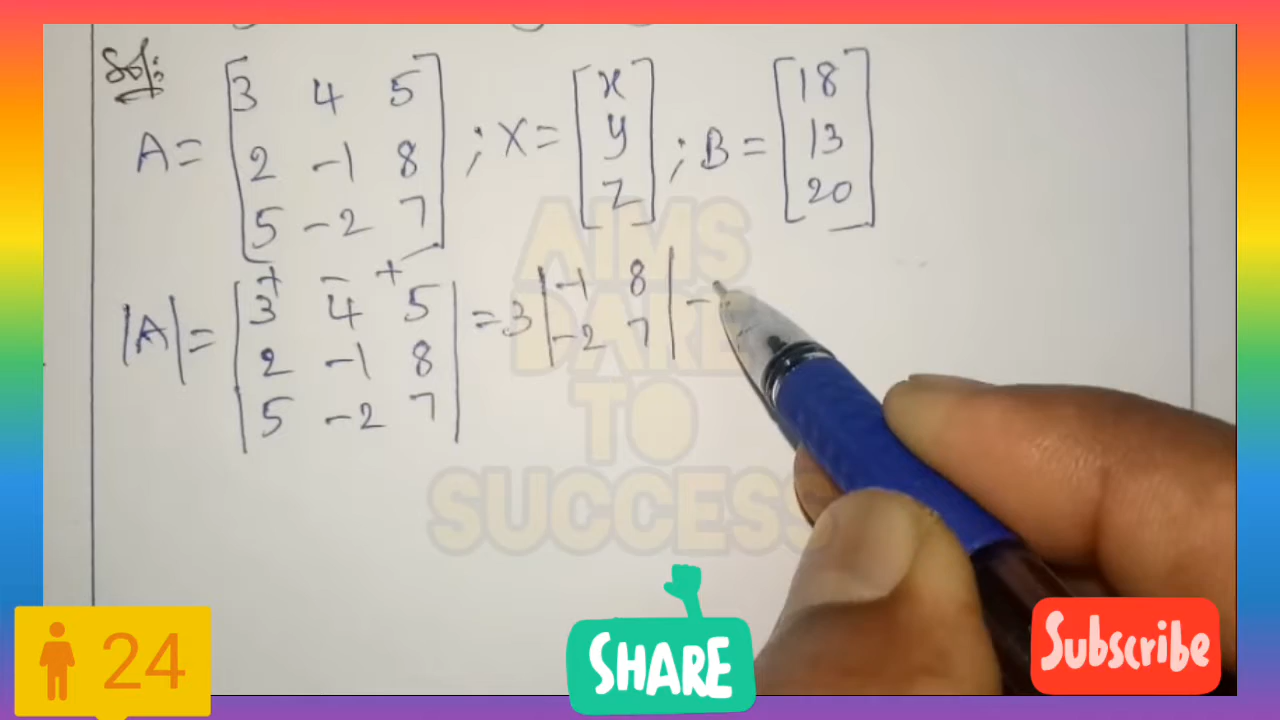 Sol:
A = [3 4 5; 2 -1 8; 5 -2 7] ; X = [x; y; z] ; B = [18; 13; 20]
+ - +
|A| = |3 4 5; 2 -1 8; 5 -2 7| = 3 |-1 8; -2 7| -
AIMS
DARE
TO
SUCCESS
24
SHARE
Subscribe